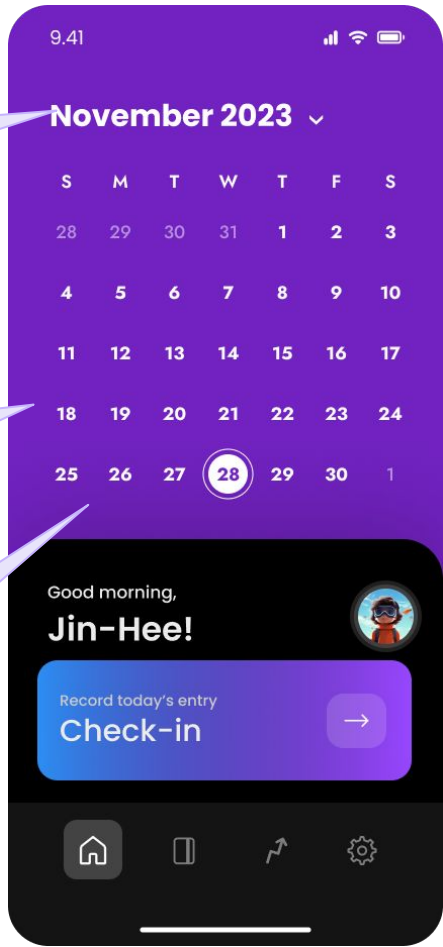 9.41
November 2023
S M T W T F S
28 29 30 31 1 2 3
4 5 6 7 8 9 10
11 12 13 14 15 16 17
18 19 20 21 22 23 24
25 26 27 28 29 30 1
Good morning,
Jin-Hee!
Record today's entry
Check-in